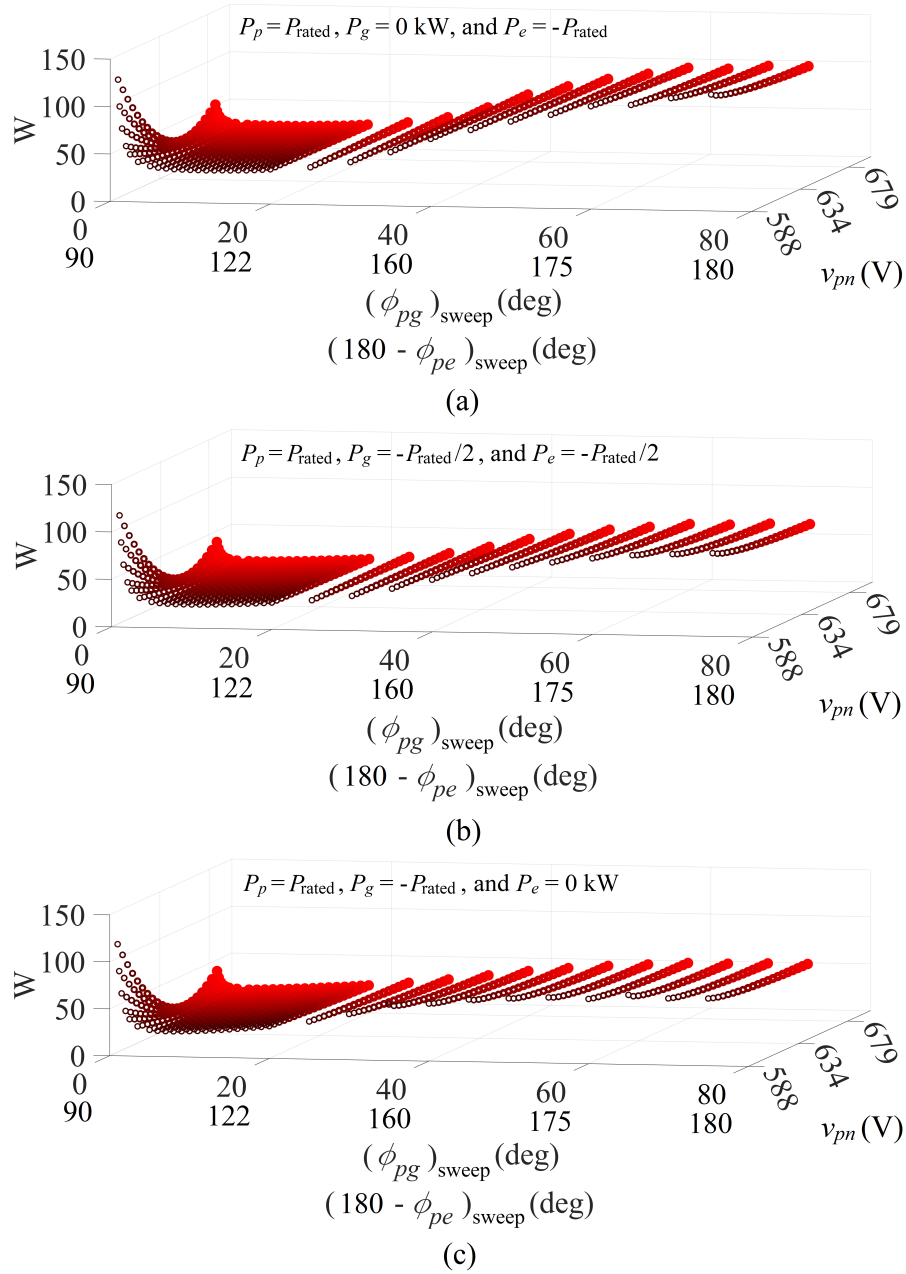 P_p = P_rated, P_g = 0 kW, and P_e = -P_rated
150
100
50
0
W
0 20 40 60 80
90 122 160 175 180
588 634 679
v_pn (V)
(ϕ_pg)_sweep (deg)
(180 - ϕ_pe)_sweep (deg)
(a)
P_p = P_rated, P_g = -P_rated/2, and P_e = -P_rated/2
150
100
50
0
W
0 20 40 60 80
90 122 160 175 180
588 634 679
v_pn (V)
(ϕ_pg)_sweep (deg)
(180 - ϕ_pe)_sweep (deg)
(b)
P_p = P_rated, P_g = -P_rated, and P_e = 0 kW
150
100
50
0
W
0 20 40 60 80
90 122 160 175 180
588 634 679
v_pn (V)
(ϕ_pg)_sweep (deg)
(180 - ϕ_pe)_sweep (deg)
(c)